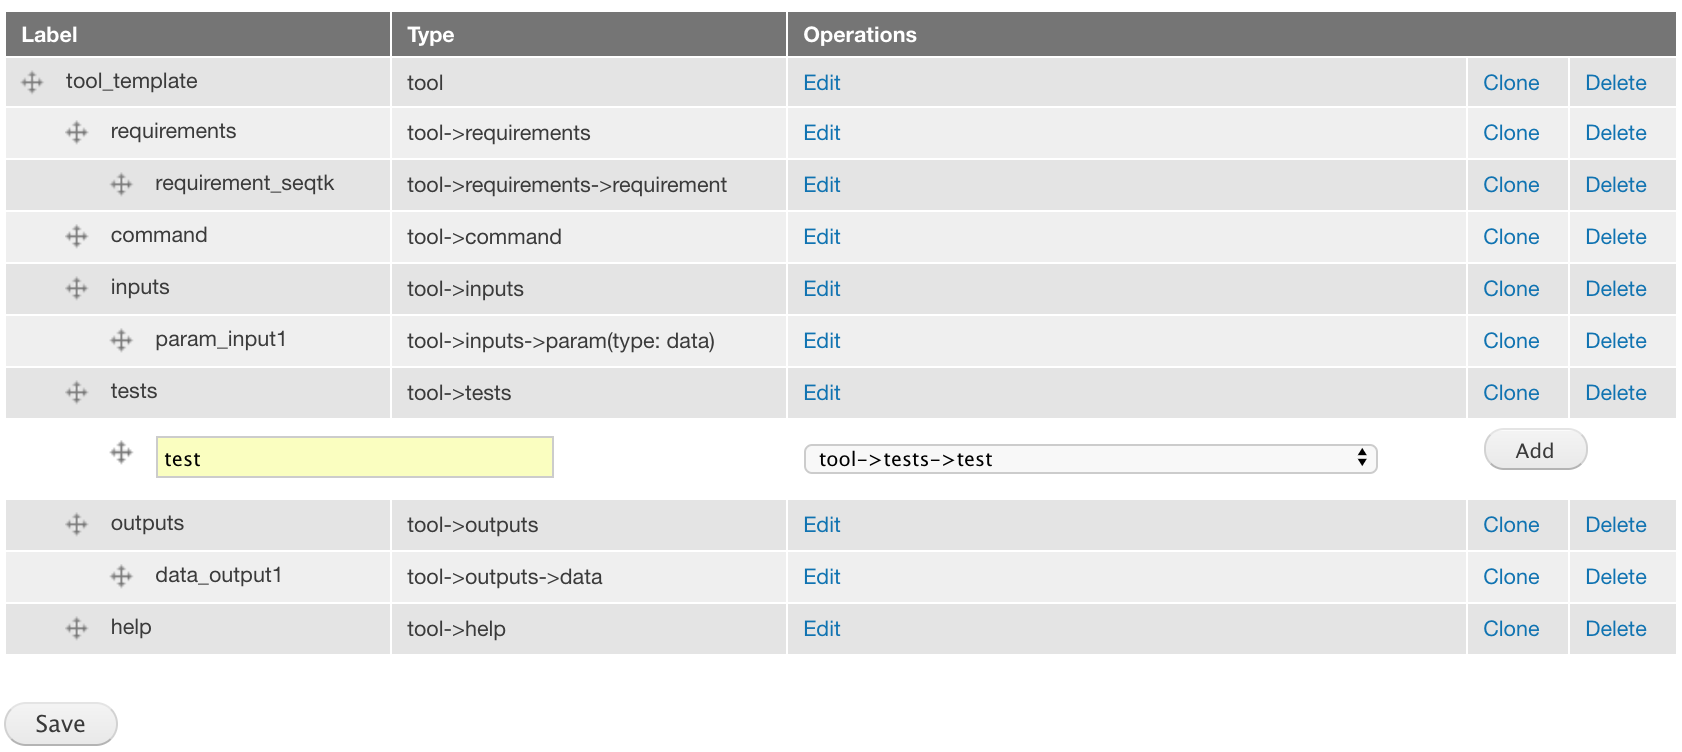 Label Type Operations
tool_template tool Edit Clone Delete
requirements tool->requirements Edit Clone Delete
requirement_seqtk tool->requirements->requirement Edit Clone Delete
command tool->command Edit Clone Delete
inputs tool->inputs Edit Clone Delete
param_input1 tool->inputs->param(type: data) Edit Clone Delete
tests tool->tests Edit Clone Delete
test tool->tests->test Add
outputs tool->outputs Edit Clone Delete
data_output1 tool->outputs->data Edit Clone Delete
help tool->help Edit Clone Delete
Save